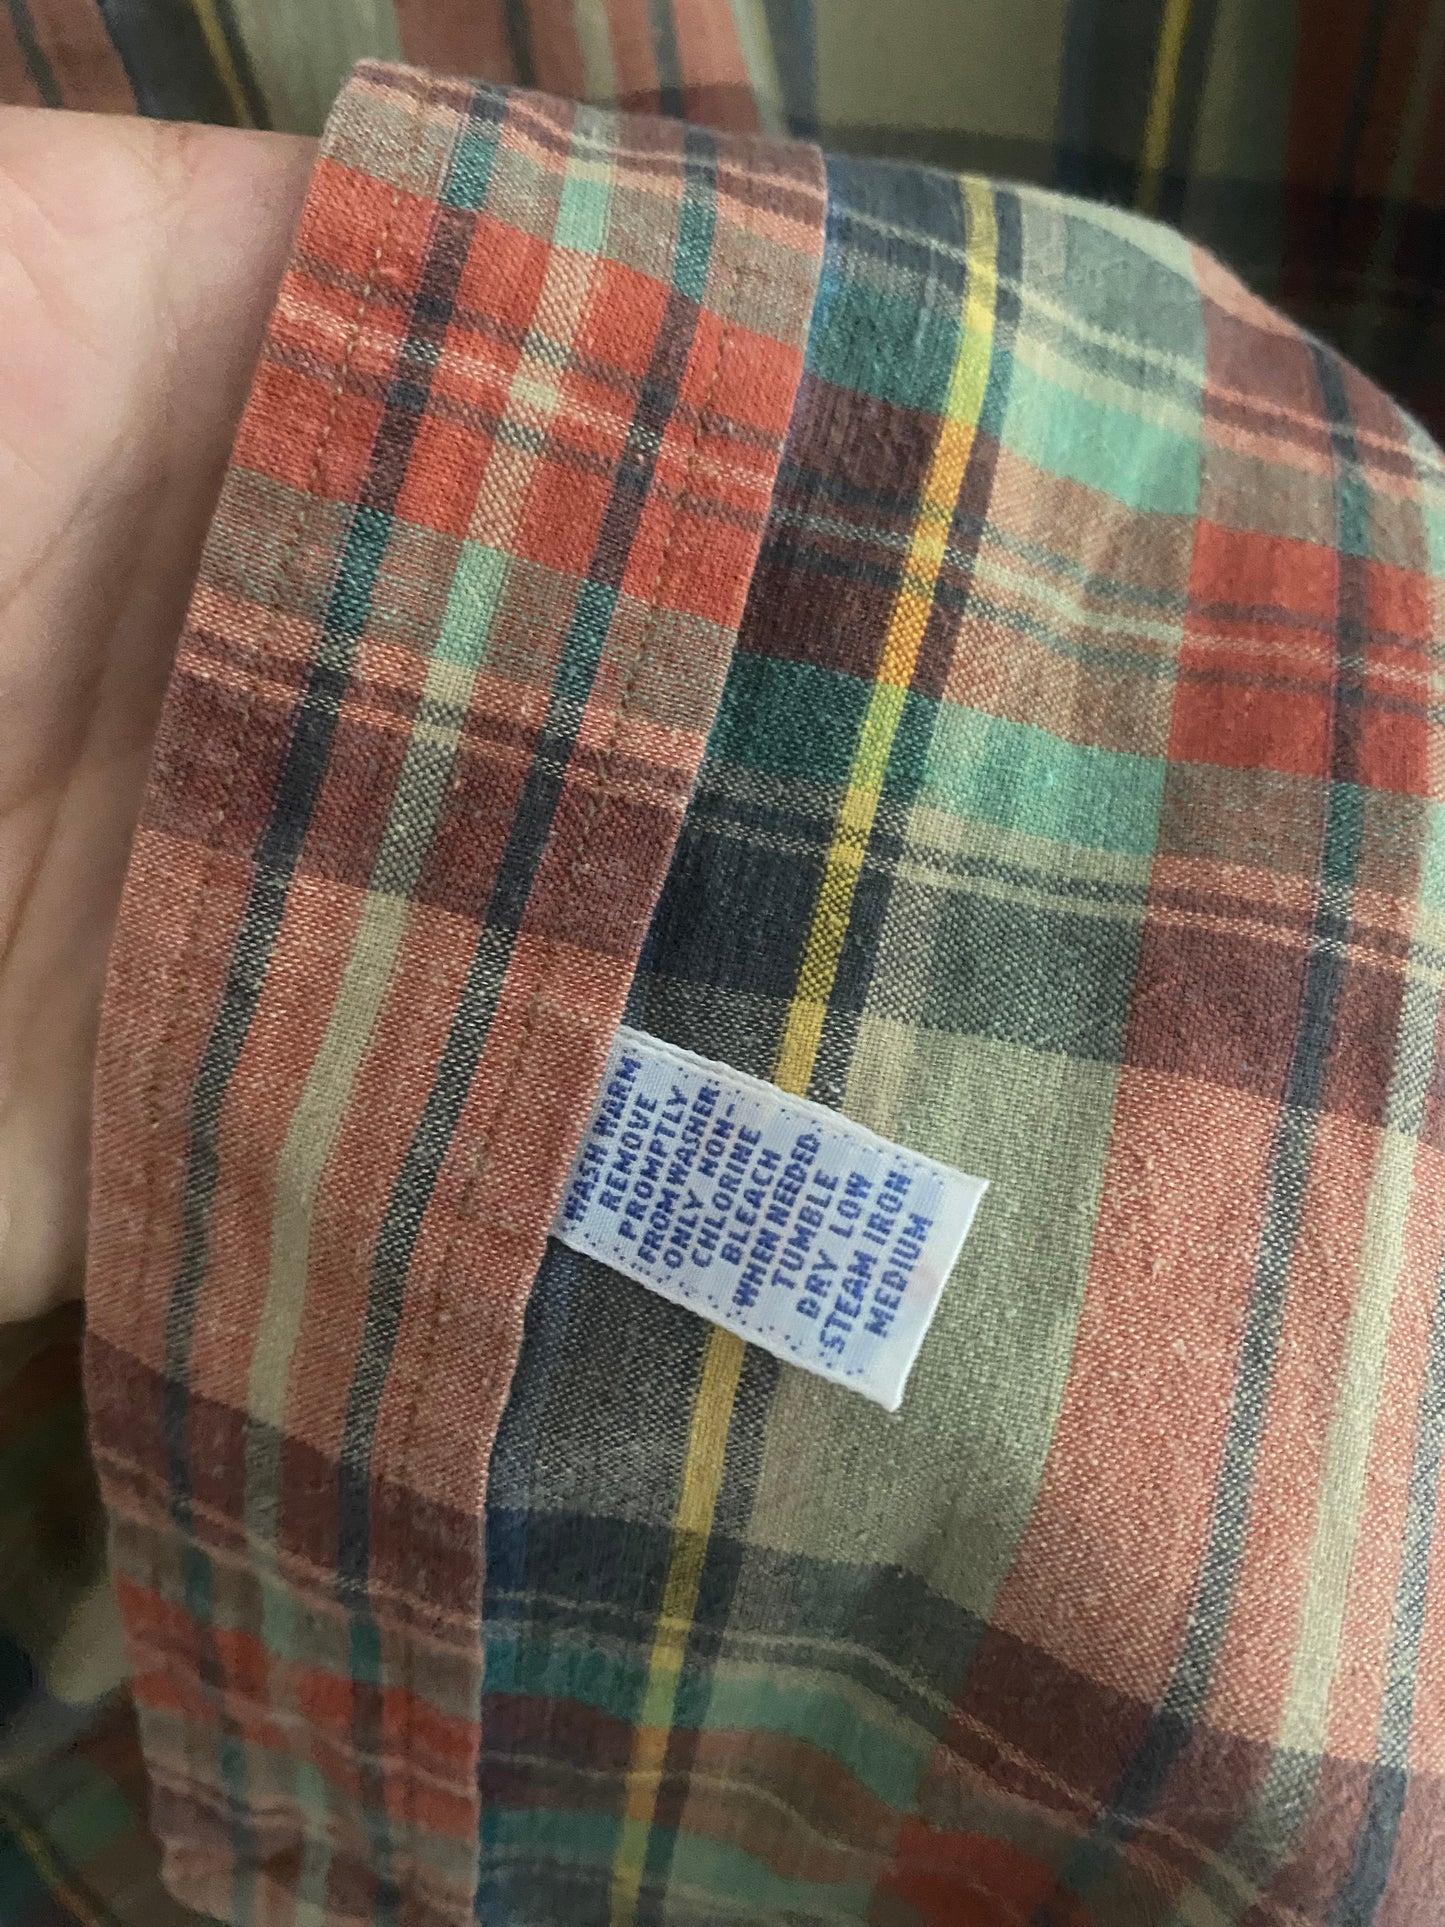 WASH WARM
REMOVE
PROMPTLY
FROM WASHER
ONLY NON-
CHLORINE
BLEACH
WHEN NEEDED
TUMBLE
DRY LOW
STEAM IRON
MEDIUM